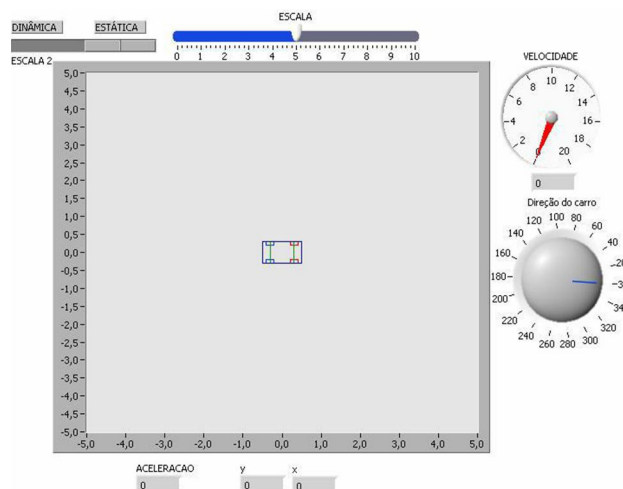 ESCALA
DINÂMICA ESTÁTICA
0 1 2 3 4 5 6 7 8 9 10
ESCALA 2
5,0
4,5
4,0
3,5
3,0
2,5
2,0
1,5
1,0
0,5
0,0
-0,5
-1,0
-1,5
-2,0
-2,5
-3,0
-3,5
-4,0
-4,5
-5,0
-5,0 -4,0 -3,0 -2,0 -1,0 0,0 1,0 2,0 3,0 4,0 5,0
VELOCIDADE
0 2 4 6 8 10 12 14 16 18 20
0
Direção do carro
20 40 60 80 100 120 140 160 180 200 220 240 260 280 300 320
ACELERACAO y x
0 0 0